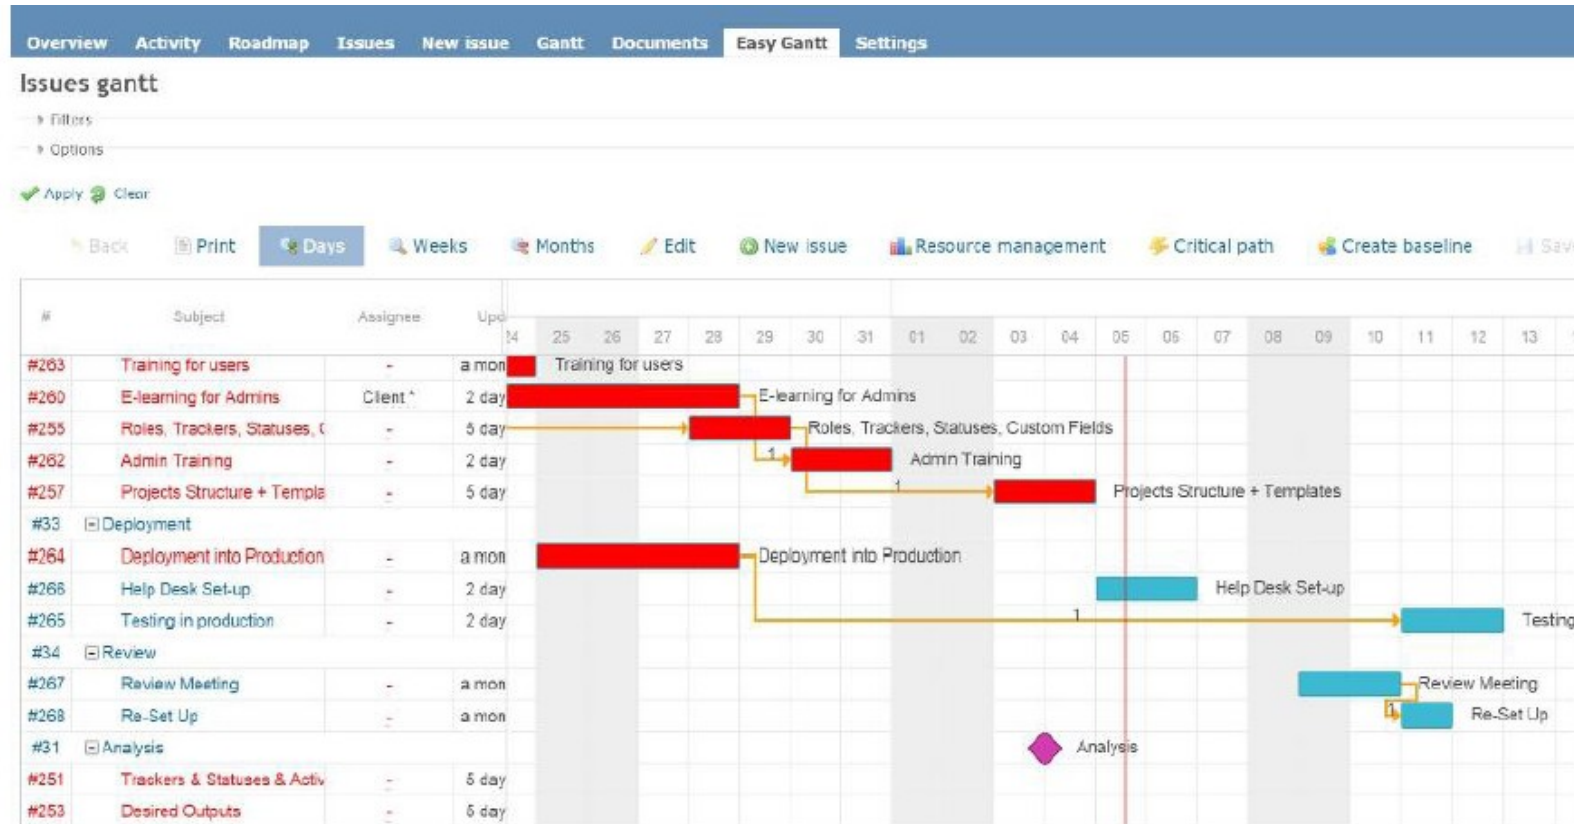 Overview Activity Roadmap Issues New issue Gantt Documents Easy Gantt Settings
Issues gantt
Filters
Options
Apply Clear
Back Print Days Weeks Months Edit New issue Resource management Critical path Create baseline Sav
# Subject Assignee Upd
24 25 26 27 28 29 30 31 01 02 03 04 05 06 07 08 09 10 11 12 13
#263 Training for users - a mon Training for users
#260 E-learning for Admins Client * 2 day E-learning for Admins
#255 Roles, Trackers, Statuses, C - 5 day Roles, Trackers, Statuses, Custom Fields
#262 Admin Training - 2 day 1 Admin Training
#257 Projects Structure + Templa - 5 day 1 Projects Structure + Templates
#33 Deployment
#264 Deployment into Production - a mon Deployment into Production
#266 Help Desk Set-up - 2 day Help Desk Set-up
#265 Testing in production - 2 day 1 Testing
#34 Review
#267 Review Meeting - a mon Review Meeting
#268 Re-Set Up - a mon 1 Re-Set Up
#31 Analysis Analysis
#251 Trackers & Statuses & Activ - 5 day
#253 Desired Outputs - 5 day